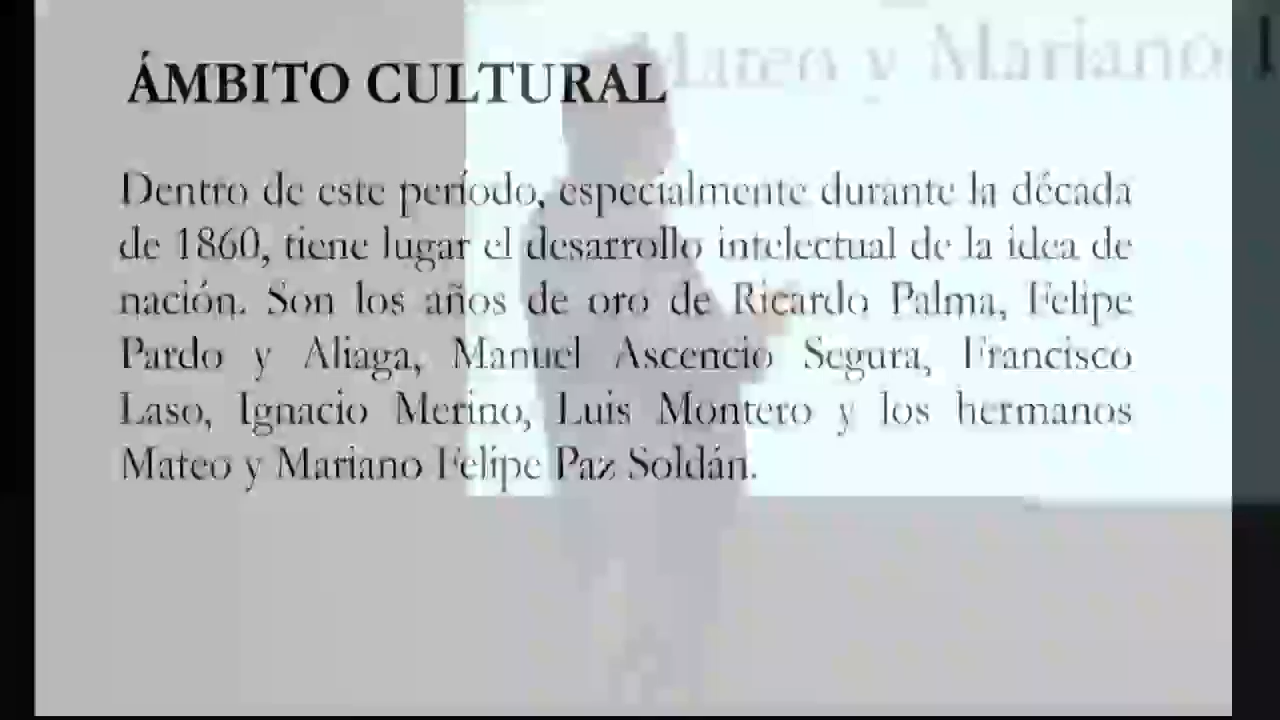 Mateo y Mariano
ÁMBITO CULTURAL
Dentro de este período, especialmente durante la década
de 1860, tiene lugar el desarrollo intelectual de la idea de
nación. Son los años de oro de Ricardo Palma, Felipe
Pardo y Aliaga, Manuel Ascencio Segura, Francisco
Laso, Ignacio Merino, Luis Montero y los hermanos
Mateo y Mariano Felipe Paz Soldán.